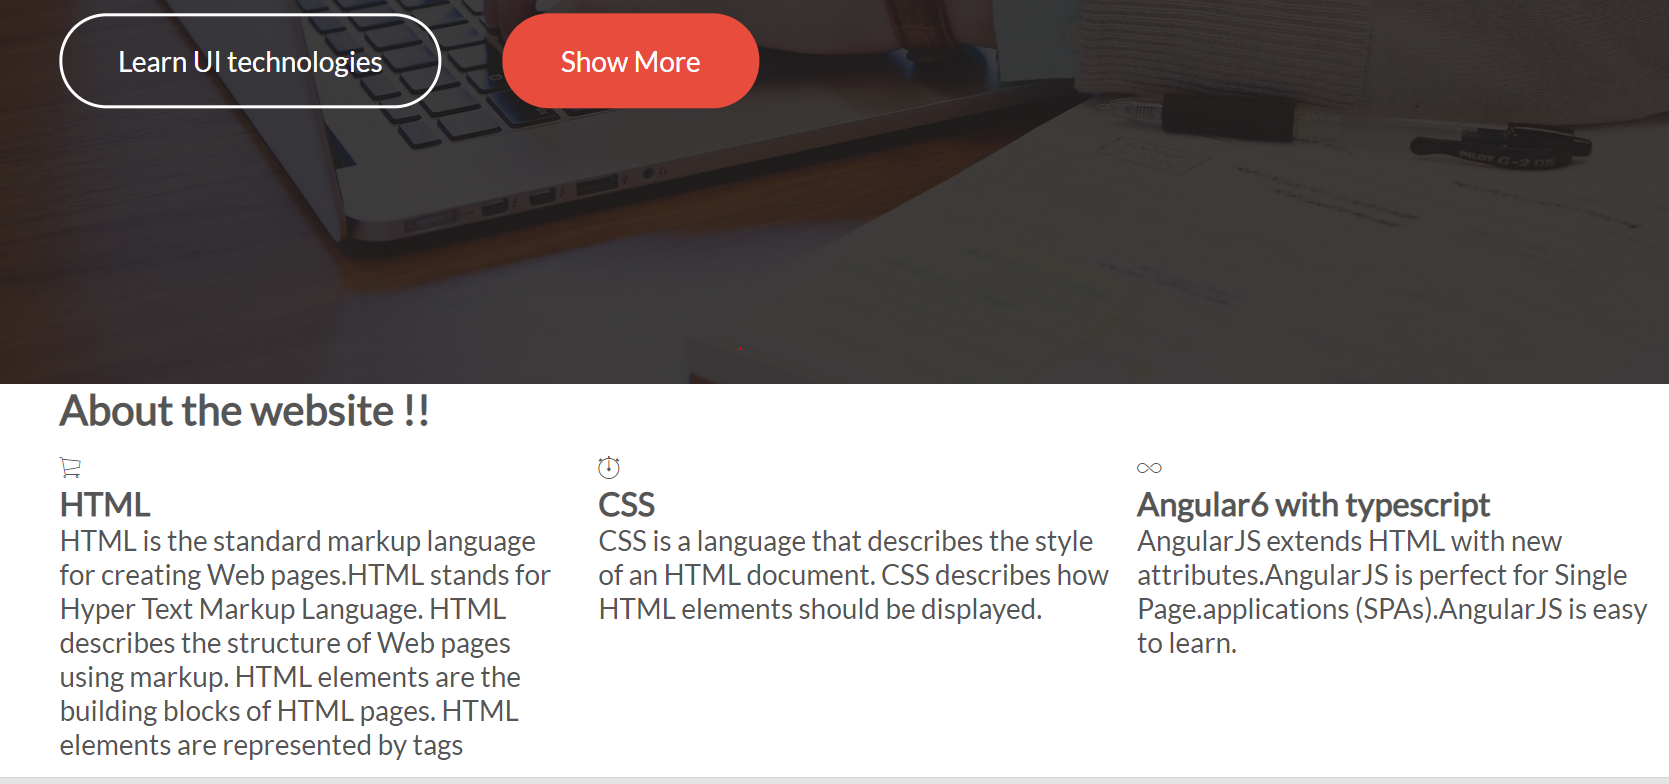 Learn UI technologies
Show More
PILOT G-2 05
About the website !!
HTML
HTML is the standard markup language
for creating Web pages.HTML stands for
Hyper Text Markup Language. HTML
describes the structure of Web pages
using markup. HTML elements are the
building blocks of HTML pages. HTML
elements are represented by tags
CSS
CSS is a language that describes the style
of an HTML document. CSS describes how
HTML elements should be displayed.
Angular6 with typescript
AngularJS extends HTML with new
attributes.AngularJS is perfect for Single
Page.applications (SPAs).AngularJS is easy
to learn.